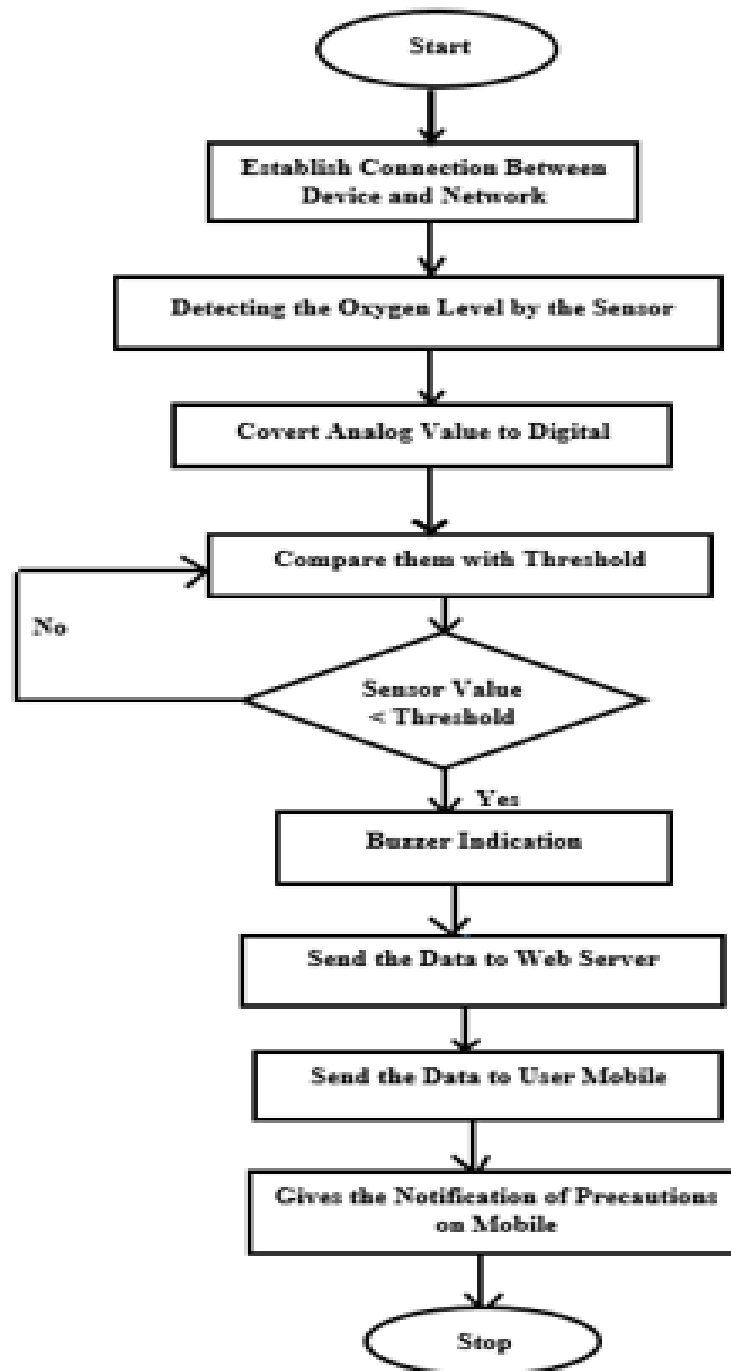 Start
Establish Connection Between
Device and Network
Detecting the Oxygen Level by the Sensor
Covert Analog Value to Digital
Compare them with Threshold
No
Sensor Value
< Threshold
Yes
Buzzer Indication
Send the Data to Web Server
Send the Data to User Mobile
Gives the Notification of Precautions
on Mobile
Stop